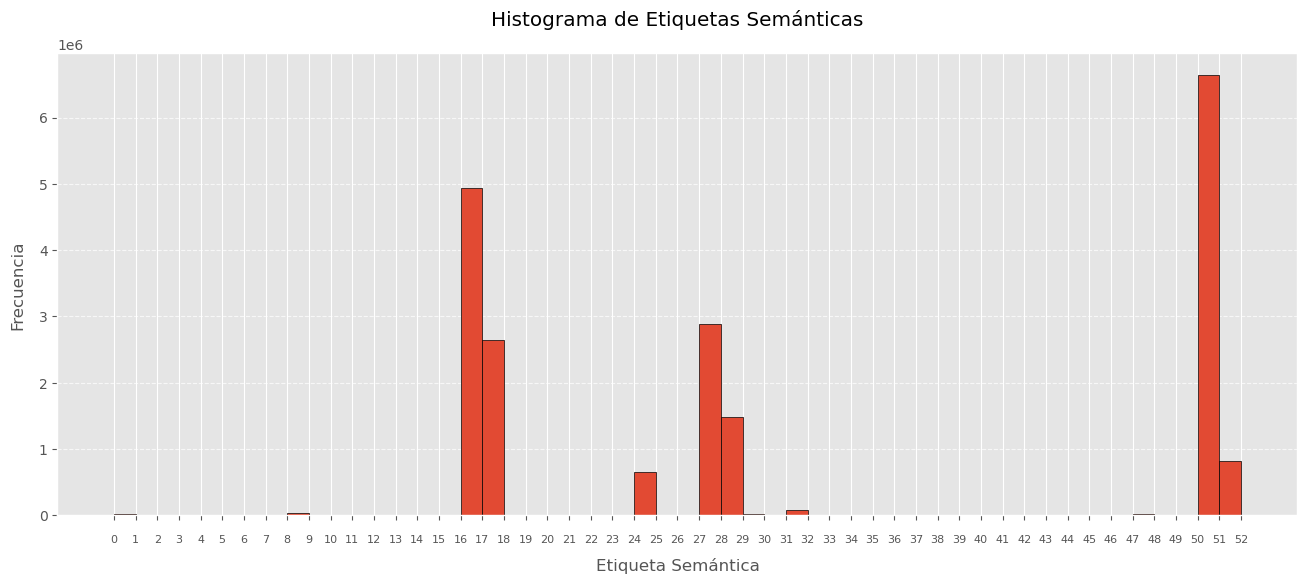 Histograma de Etiquetas Semánticas
1e6
6
5
4
3
2
1
0
Frecuencia
0 1 2 3 4 5 6 7 8 9 10 11 12 13 14 15 16 17 18 19 20 21 22 23 24 25 26 27 28 29 30 31 32 33 34 35 36 37 38 39 40 41 42 43 44 45 46 47 48 49 50 51 52
Etiqueta Semántica